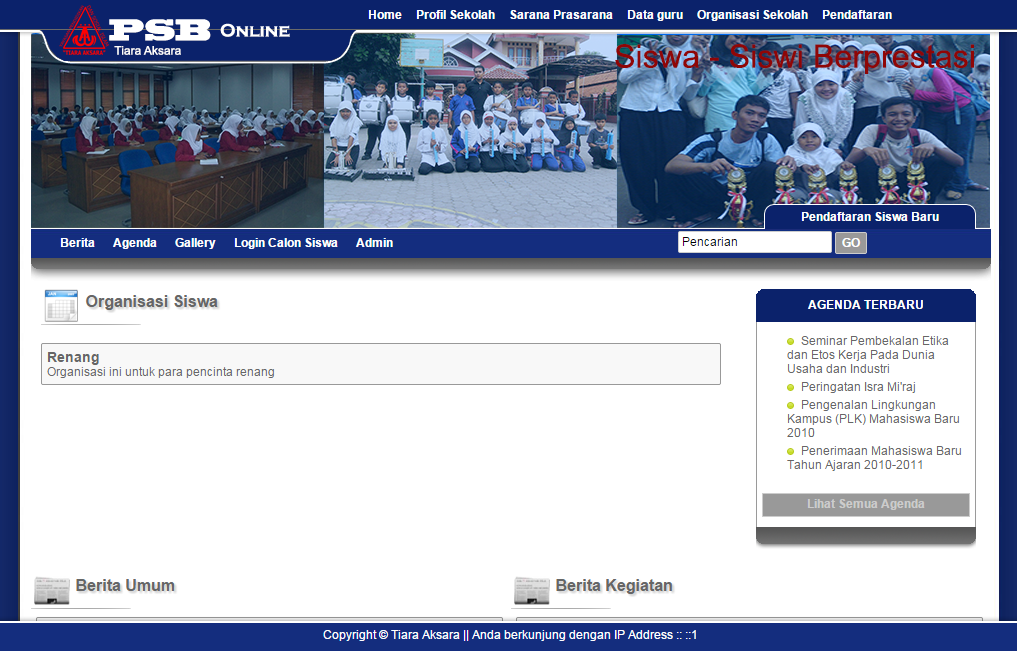 Home Profil Sekolah Sarana Prasarana Data guru Organisasi Sekolah Pendaftaran
PSB ONLINE
Tiara Aksara
TIARA AKSARA
Siswa - Siswi Berprestasi
Pendaftaran Siswa Baru
Berita Agenda Gallery Login Calon Siswa Admin Pencarian GO
Organisasi Siswa
Renang
Organisasi ini untuk para pencinta renang
AGENDA TERBARU
Seminar Pembekalan Etika
dan Etos Kerja Pada Dunia
Usaha dan Industri
Peringatan Isra Mi'raj
Pengenalan Lingkungan
Kampus (PLK) Mahasiswa Baru
2010
Penerimaan Mahasiswa Baru
Tahun Ajaran 2010-2011
Lihat Semua Agenda
Berita Umum
Berita Kegiatan
Copyright © Tiara Aksara || Anda berkunjung dengan IP Address :: ::1